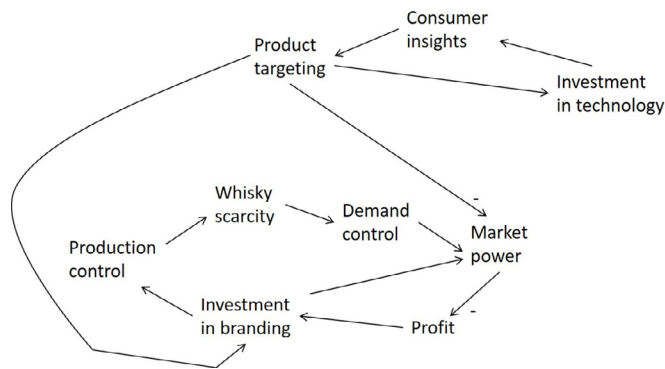 Consumer
insights
Product
targeting
Investment
in technology
-
Whisky
scarcity
Demand
control
Market
power
Production
control
Investment
in branding
Profit
-